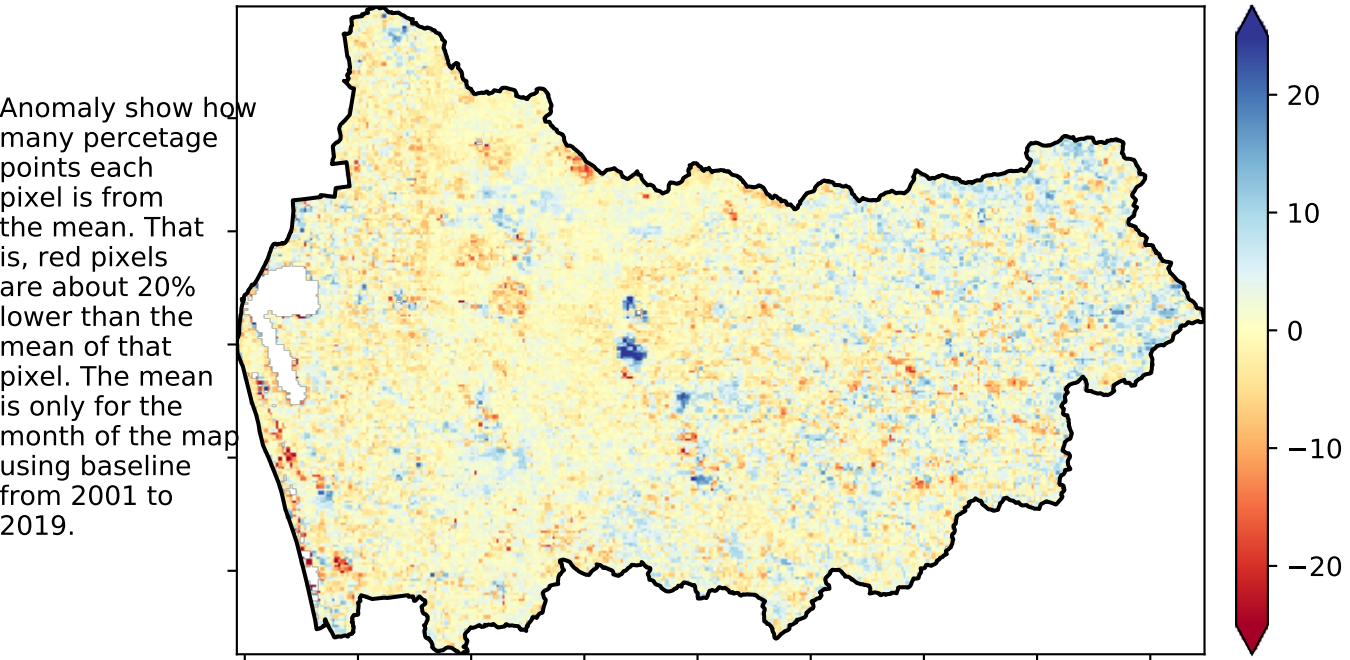 Anomaly show how
many percetage
points each
pixel is from
the mean. That
is, red pixels
are about 20%
lower than the
mean of that
pixel. The mean
is only for the
month of the map
using baseline
from 2001 to
2019.
20
10
0
−10
−20